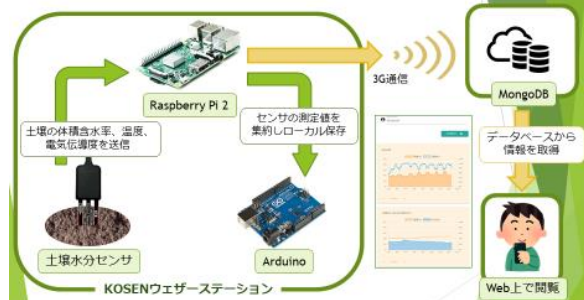 Raspberry Pi 2
3G通信
MongoDB
土壌の体積含水率、温度、
電気伝導度を送信
センサの測定値を
集約しローカル保存
データベースから
情報を取得
土壌水分センサ
Arduino
Web上で閲覧
KOSENウェザーステーション